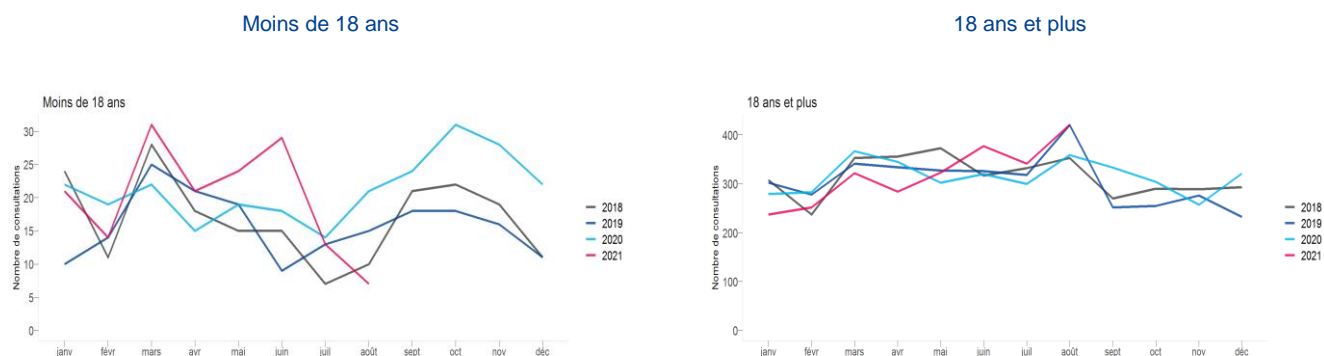 Moins de 18 ans
Moins de 18 ans
Nombre de consultations
30
25
20
15
10
5
0
janv févr mars avr mai juin juil août sept oct nov déc
2018
2019
2020
2021
18 ans et plus
18 ans et plus
Nombre de consultations
400
300
200
100
0
janv févr mars avr mai juin juil août sept oct nov déc
2018
2019
2020
2021